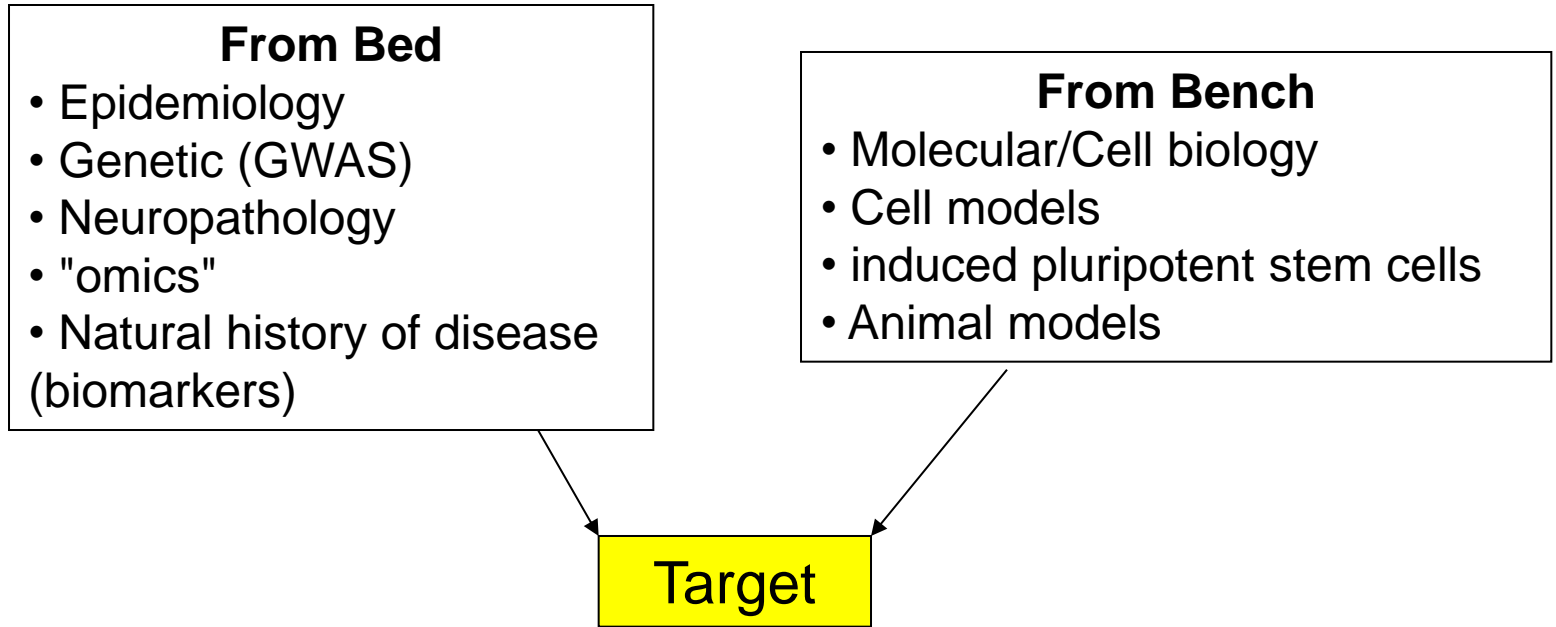 From Bed
• Epidemiology
• Genetic (GWAS)
• Neuropathology
• "omics"
• Natural history of disease
(biomarkers)
From Bench
• Molecular/Cell biology
• Cell models
• induced pluripotent stem cells
• Animal models
Target